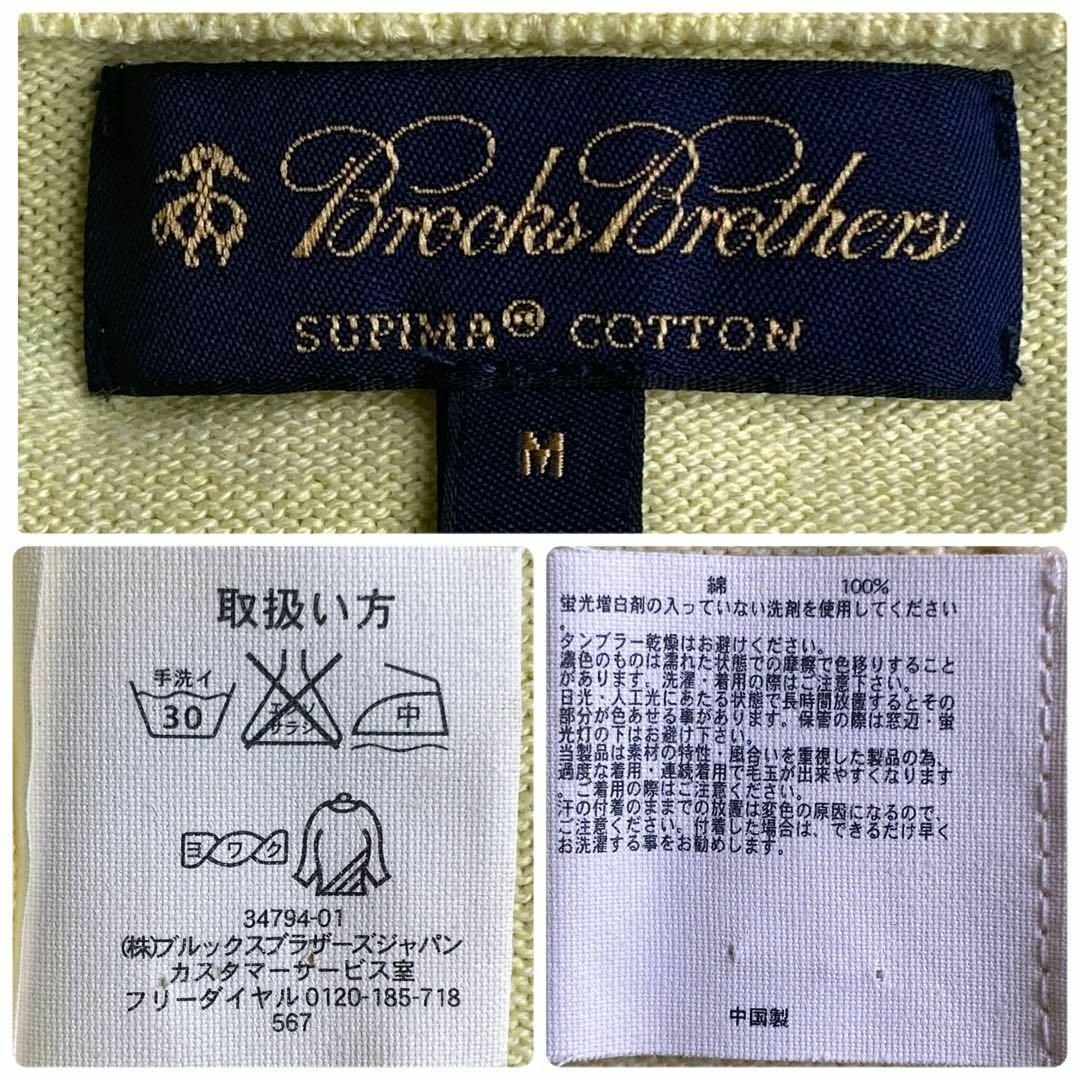 Brooks Brothers
SUPIMA® COTTON
M
取扱い方
手洗イ
30
エンソ
サラシ
中
ヨワク
34794-01
(株)ブルックスブラザーズジャパン
カスタマーサービス室
フリーダイヤル 0120-185-718
567
綿 100%
蛍光増白剤の入っていない洗剤を使用してください
。
タンブラー乾燥はお避けください。
濃色のものは濡れた状態での摩擦で色移りすること
があります。洗濯・着用の際はご注意下さい。
日光・人工光にあたる状態で長時間放置するとその
部分が色あせる事があります。保管の際は窓辺・蛍
光灯の下はお避け下さい。
当製品は素材の特性・風合いを重視した製品の為、
過度な着用・連続着用で毛玉が出来やすくなります
。ご着用の際はご注意ください。
汗の付着のままでの放置は変色の原因になるので、
ご注意ください。付着した場合は、できるだけ早く
お洗濯する事をお勧めします。
中国製